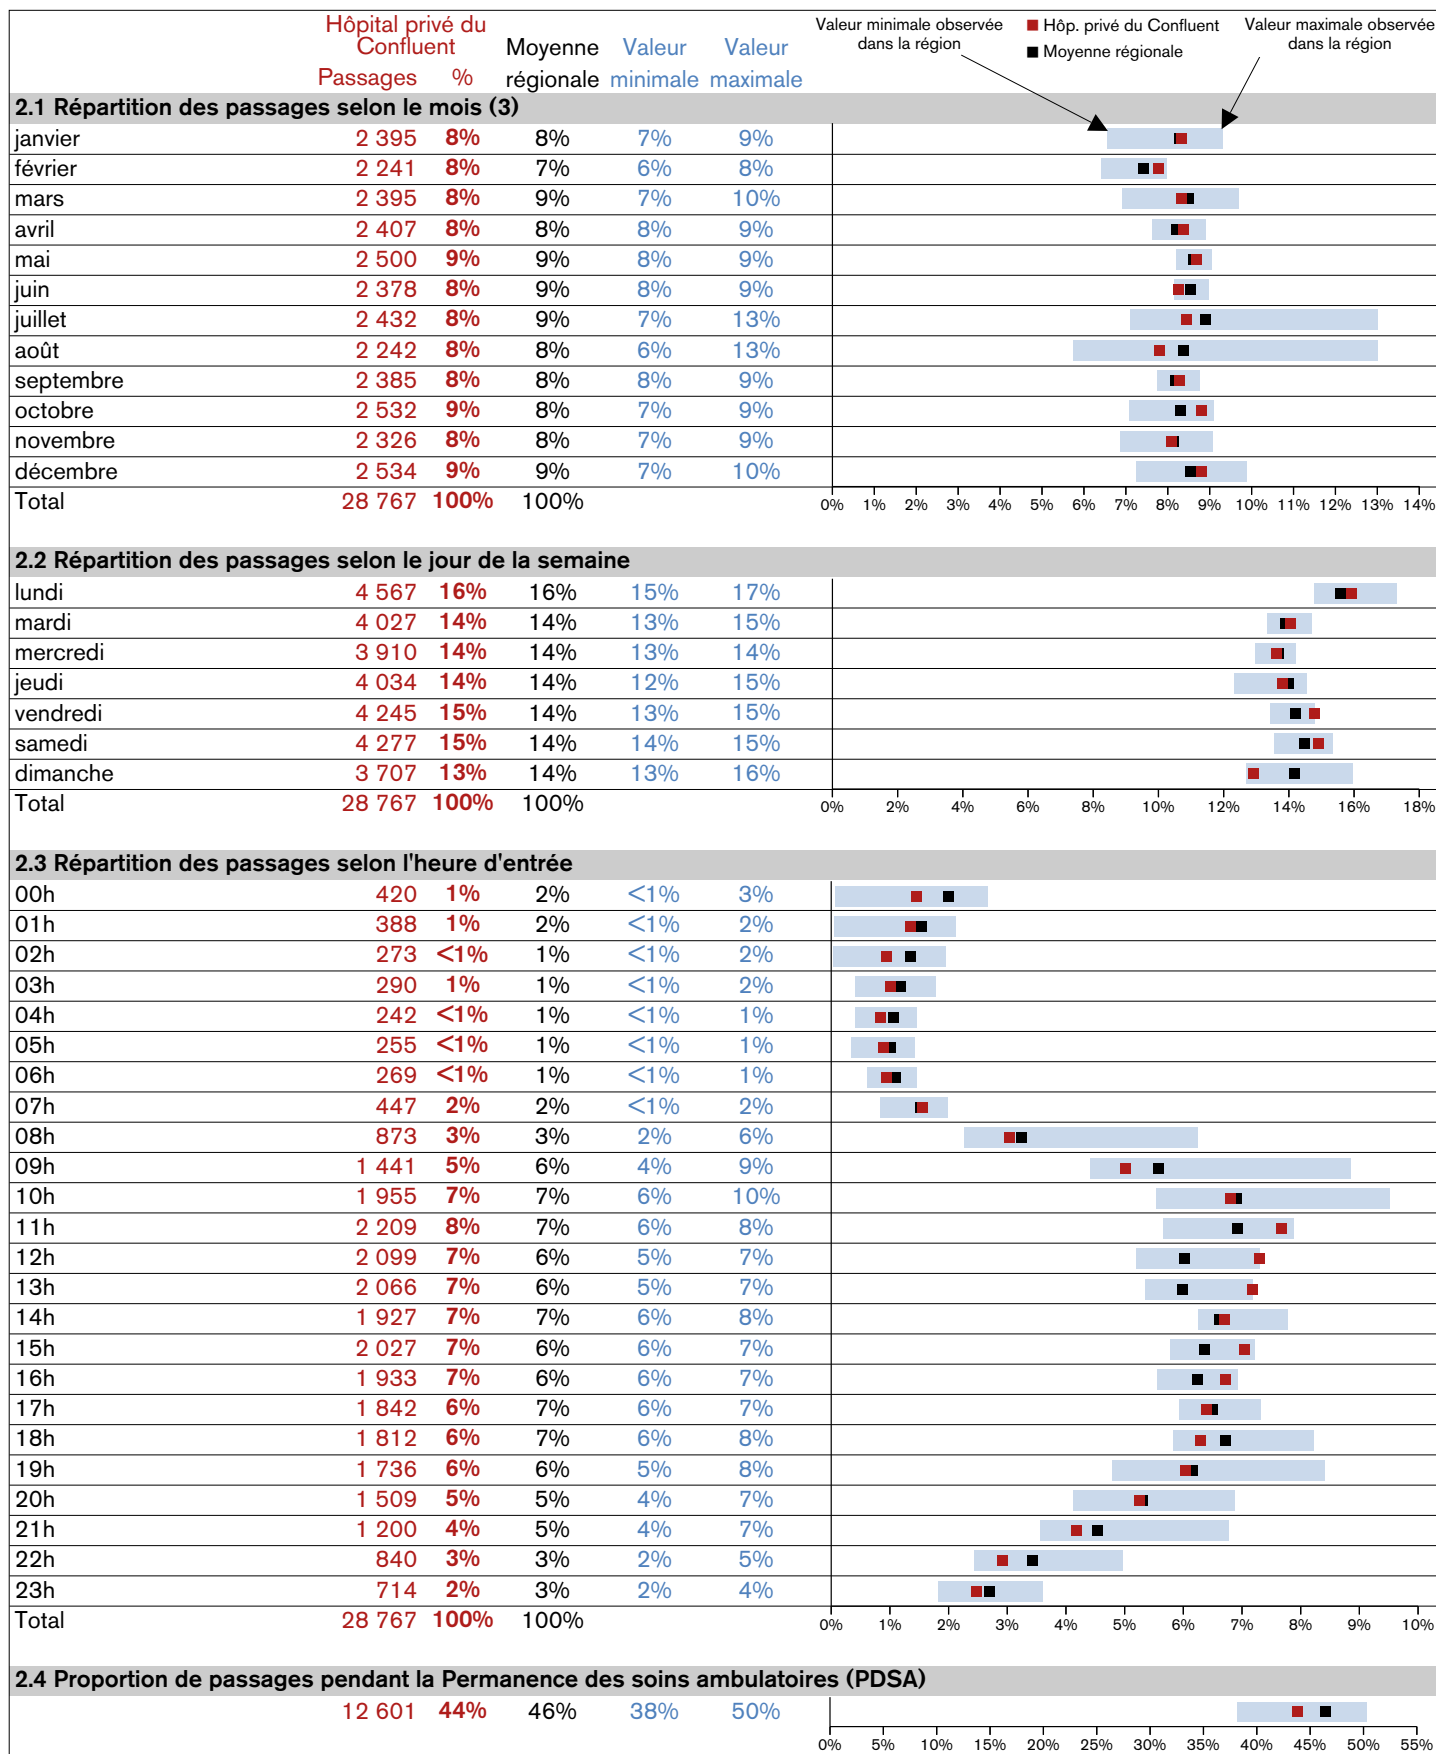 Hôpital privé du Confluent Moyenne régionale Valeur minimale Valeur maximale
Passages %
Valeur minimale observée dans la région
■ Hôp. privé du Confluent
■ Moyenne régionale
Valeur maximale observée dans la région
2.1 Répartition des passages selon le mois (3)
janvier 2 395 8% 8% 7% 9%
février 2 241 8% 7% 6% 8%
mars 2 395 8% 9% 7% 10%
avril 2 407 8% 8% 8% 9%
mai 2 500 9% 9% 8% 9%
juin 2 378 8% 9% 8% 9%
juillet 2 432 8% 9% 7% 13%
août 2 242 8% 8% 6% 13%
septembre 2 385 8% 8% 8% 9%
octobre 2 532 9% 8% 7% 9%
novembre 2 326 8% 8% 7% 9%
décembre 2 534 9% 9% 7% 10%
Total 28 767 100% 100%
0% 1% 2% 3% 4% 5% 6% 7% 8% 9% 10% 11% 12% 13% 14%
2.2 Répartition des passages selon le jour de la semaine
lundi 4 567 16% 16% 15% 17%
mardi 4 027 14% 14% 13% 15%
mercredi 3 910 14% 14% 13% 14%
jeudi 4 034 14% 14% 12% 15%
vendredi 4 245 15% 14% 13% 15%
samedi 4 277 15% 14% 14% 15%
dimanche 3 707 13% 14% 13% 16%
Total 28 767 100% 100%
0% 2% 4% 6% 8% 10% 12% 14% 16% 18%
2.3 Répartition des passages selon l'heure d'entrée
00h 420 1% 2% <1% 3%
01h 388 1% 2% <1% 2%
02h 273 <1% 1% <1% 2%
03h 290 1% 1% <1% 2%
04h 242 <1% 1% <1% 1%
05h 255 <1% 1% <1% 1%
06h 269 <1% 1% <1% 1%
07h 447 2% 2% <1% 2%
08h 873 3% 3% 2% 6%
09h 1 441 5% 6% 4% 9%
10h 1 955 7% 7% 6% 10%
11h 2 209 8% 7% 6% 8%
12h 2 099 7% 6% 5% 7%
13h 2 066 7% 6% 5% 7%
14h 1 927 7% 7% 6% 8%
15h 2 027 7% 6% 6% 7%
16h 1 933 7% 6% 6% 7%
17h 1 842 6% 7% 6% 7%
18h 1 812 6% 7% 6% 8%
19h 1 736 6% 6% 5% 8%
20h 1 509 5% 5% 4% 7%
21h 1 200 4% 5% 4% 7%
22h 840 3% 3% 2% 5%
23h 714 2% 3% 2% 4%
Total 28 767 100% 100%
0% 1% 2% 3% 4% 5% 6% 7% 8% 9% 10%
2.4 Proportion de passages pendant la Permanence des soins ambulatoires (PDSA)
12 601 44% 46% 38% 50%
0% 5% 10% 15% 20% 25% 30% 35% 40% 45% 50% 55%